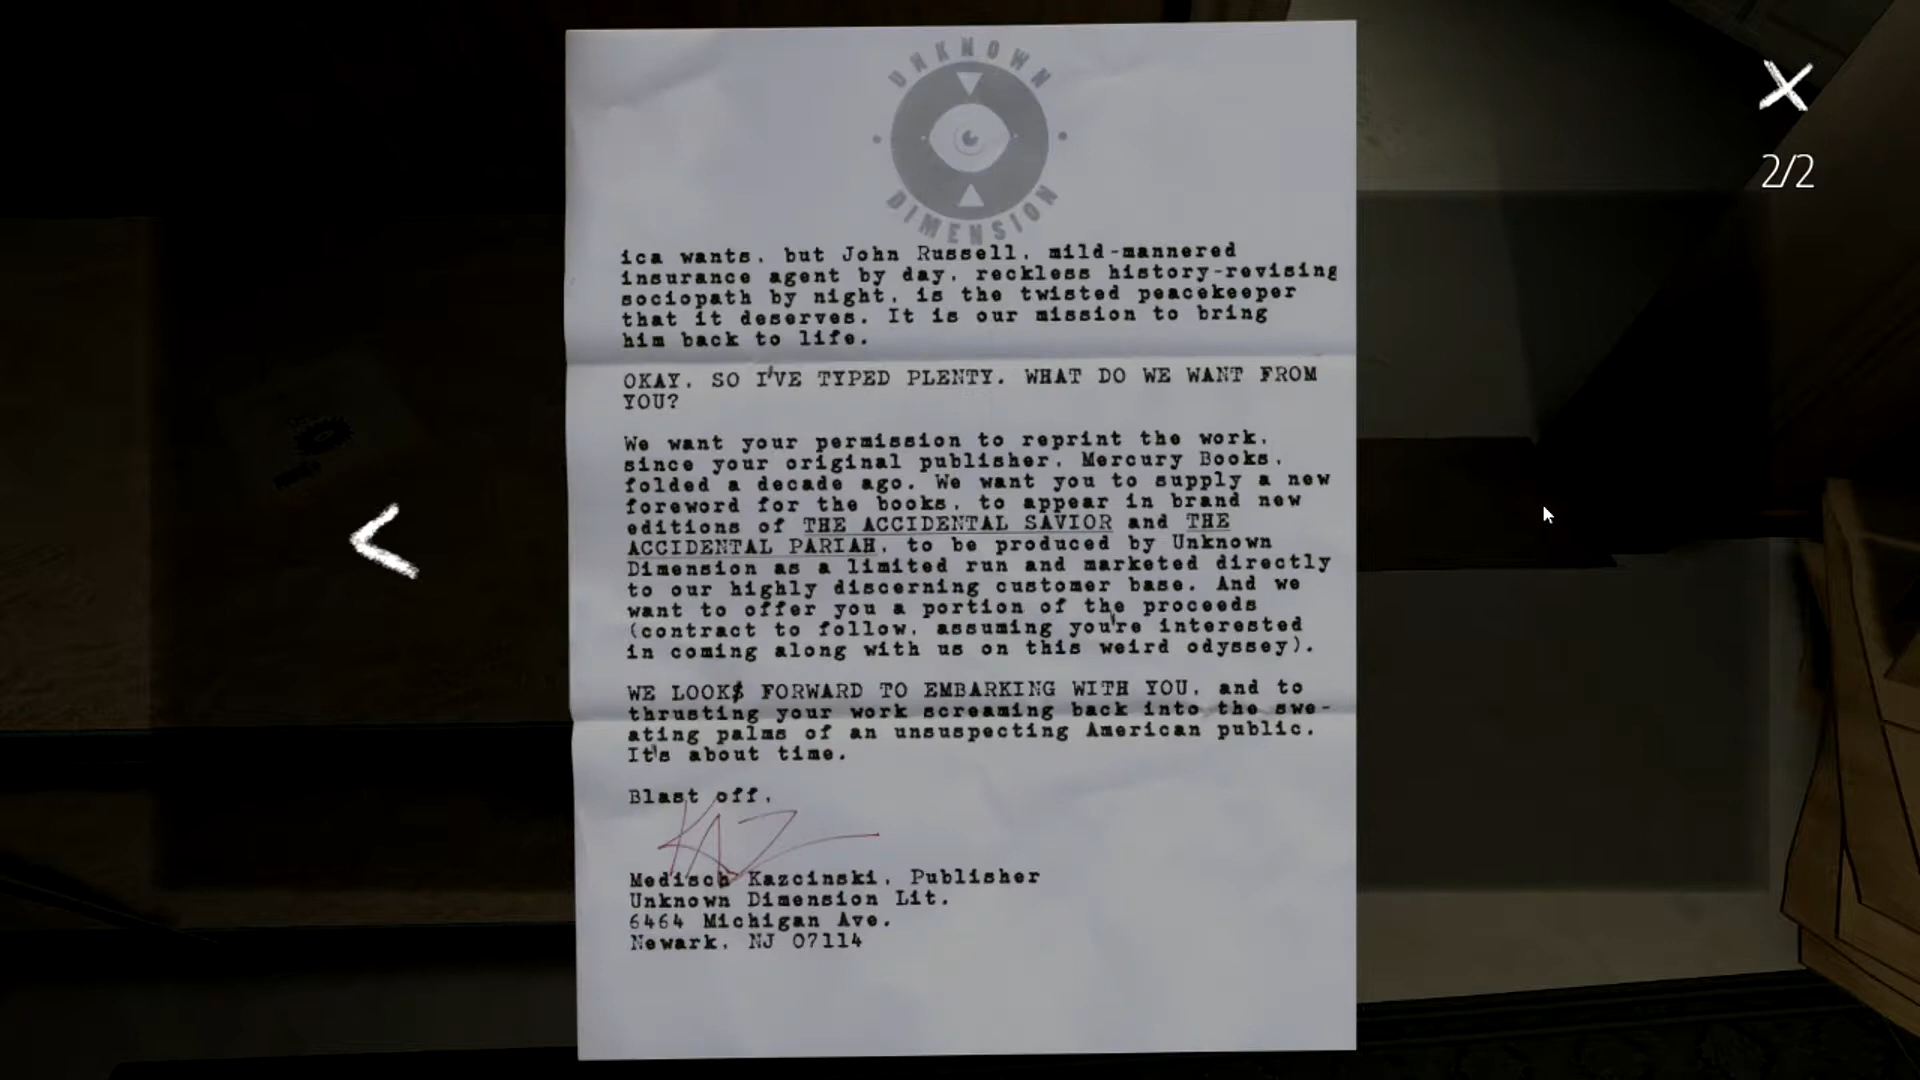 UNKNOWN
DIMENSION
2/2
ica wants, but John Russell, mild-mannered
insurance agent by day, reckless history-revising
sociopath by night, is the twisted peacekeeper
that it deserves. It is our mission to bring
him back to life.
OKAY, SO I'VE TYPED PLENTY. WHAT DO WE WANT FROM
YOU?
We want your permission to reprint the work,
since your original publisher, Mercury Books,
folded a decade ago. We want you to supply a new
foreword for the books, to appear in brand new
editions of THE ACCIDENTAL SAVIOR and THE
ACCIDENTAL PARIAH, to be produced by Unknown
Dimension as a limited run and marketed directly
to our highly discerning customer base. And we
want to offer you a portion of the proceeds
(contract to follow, assuming you're interested
in coming along with us on this weird odyssey).
WE LOOK$ FORWARD TO EMBARKING WITH YOU, and to
thrusting your work screaming back into the swe-
ating palms of an unsuspecting American public.
It's about time.
Blast off,
KAZ
Medisch Kazcinski, Publisher
Unknown Dimension Lit.
6464 Michigan Ave.
Newark, NJ 07114